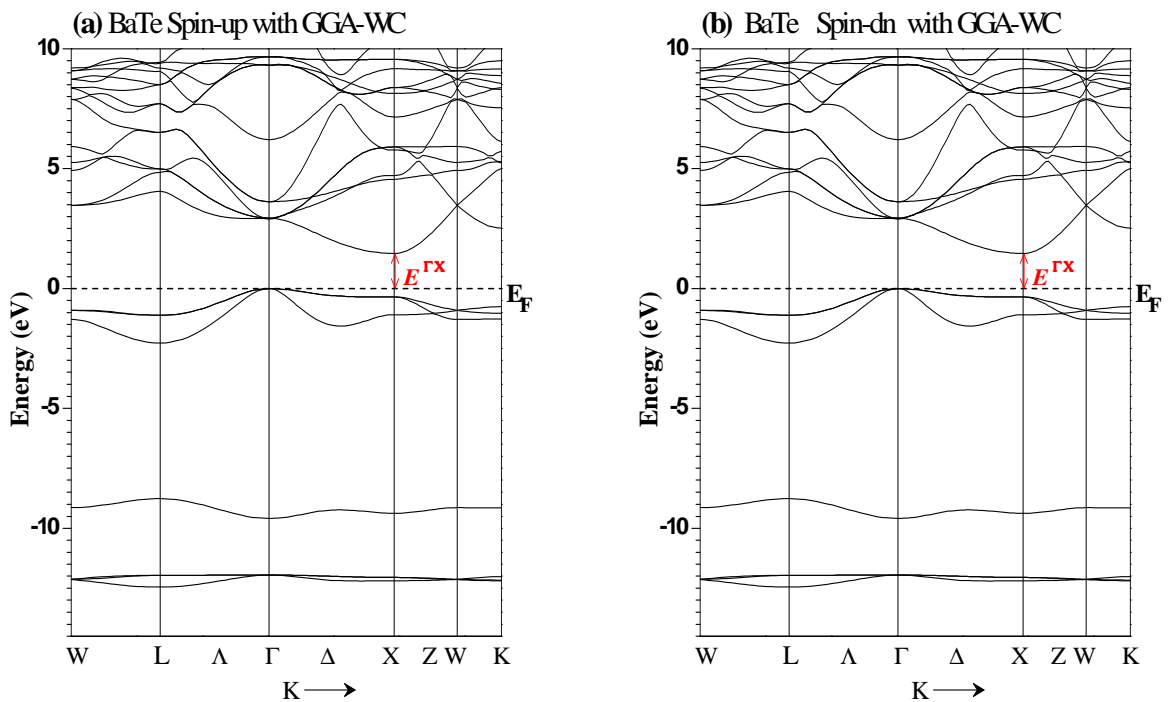 (a) BaTe Spin-up with GGA-WC
10
5
0
-5
-10
Energy (eV)
E ΓX
E_F
W L Λ Γ Δ X Z W K
K →
(b) BaTe Spin-dn with GGA-WC
10
5
0
-5
-10
Energy (eV)
E ΓX
E_F
W L Λ Γ Δ X Z W K
K →